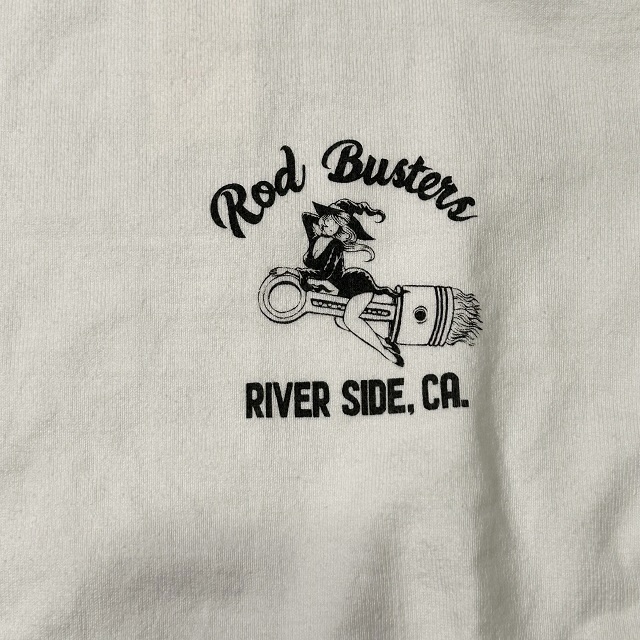 Rod Busters
RIVER SIDE, CA.